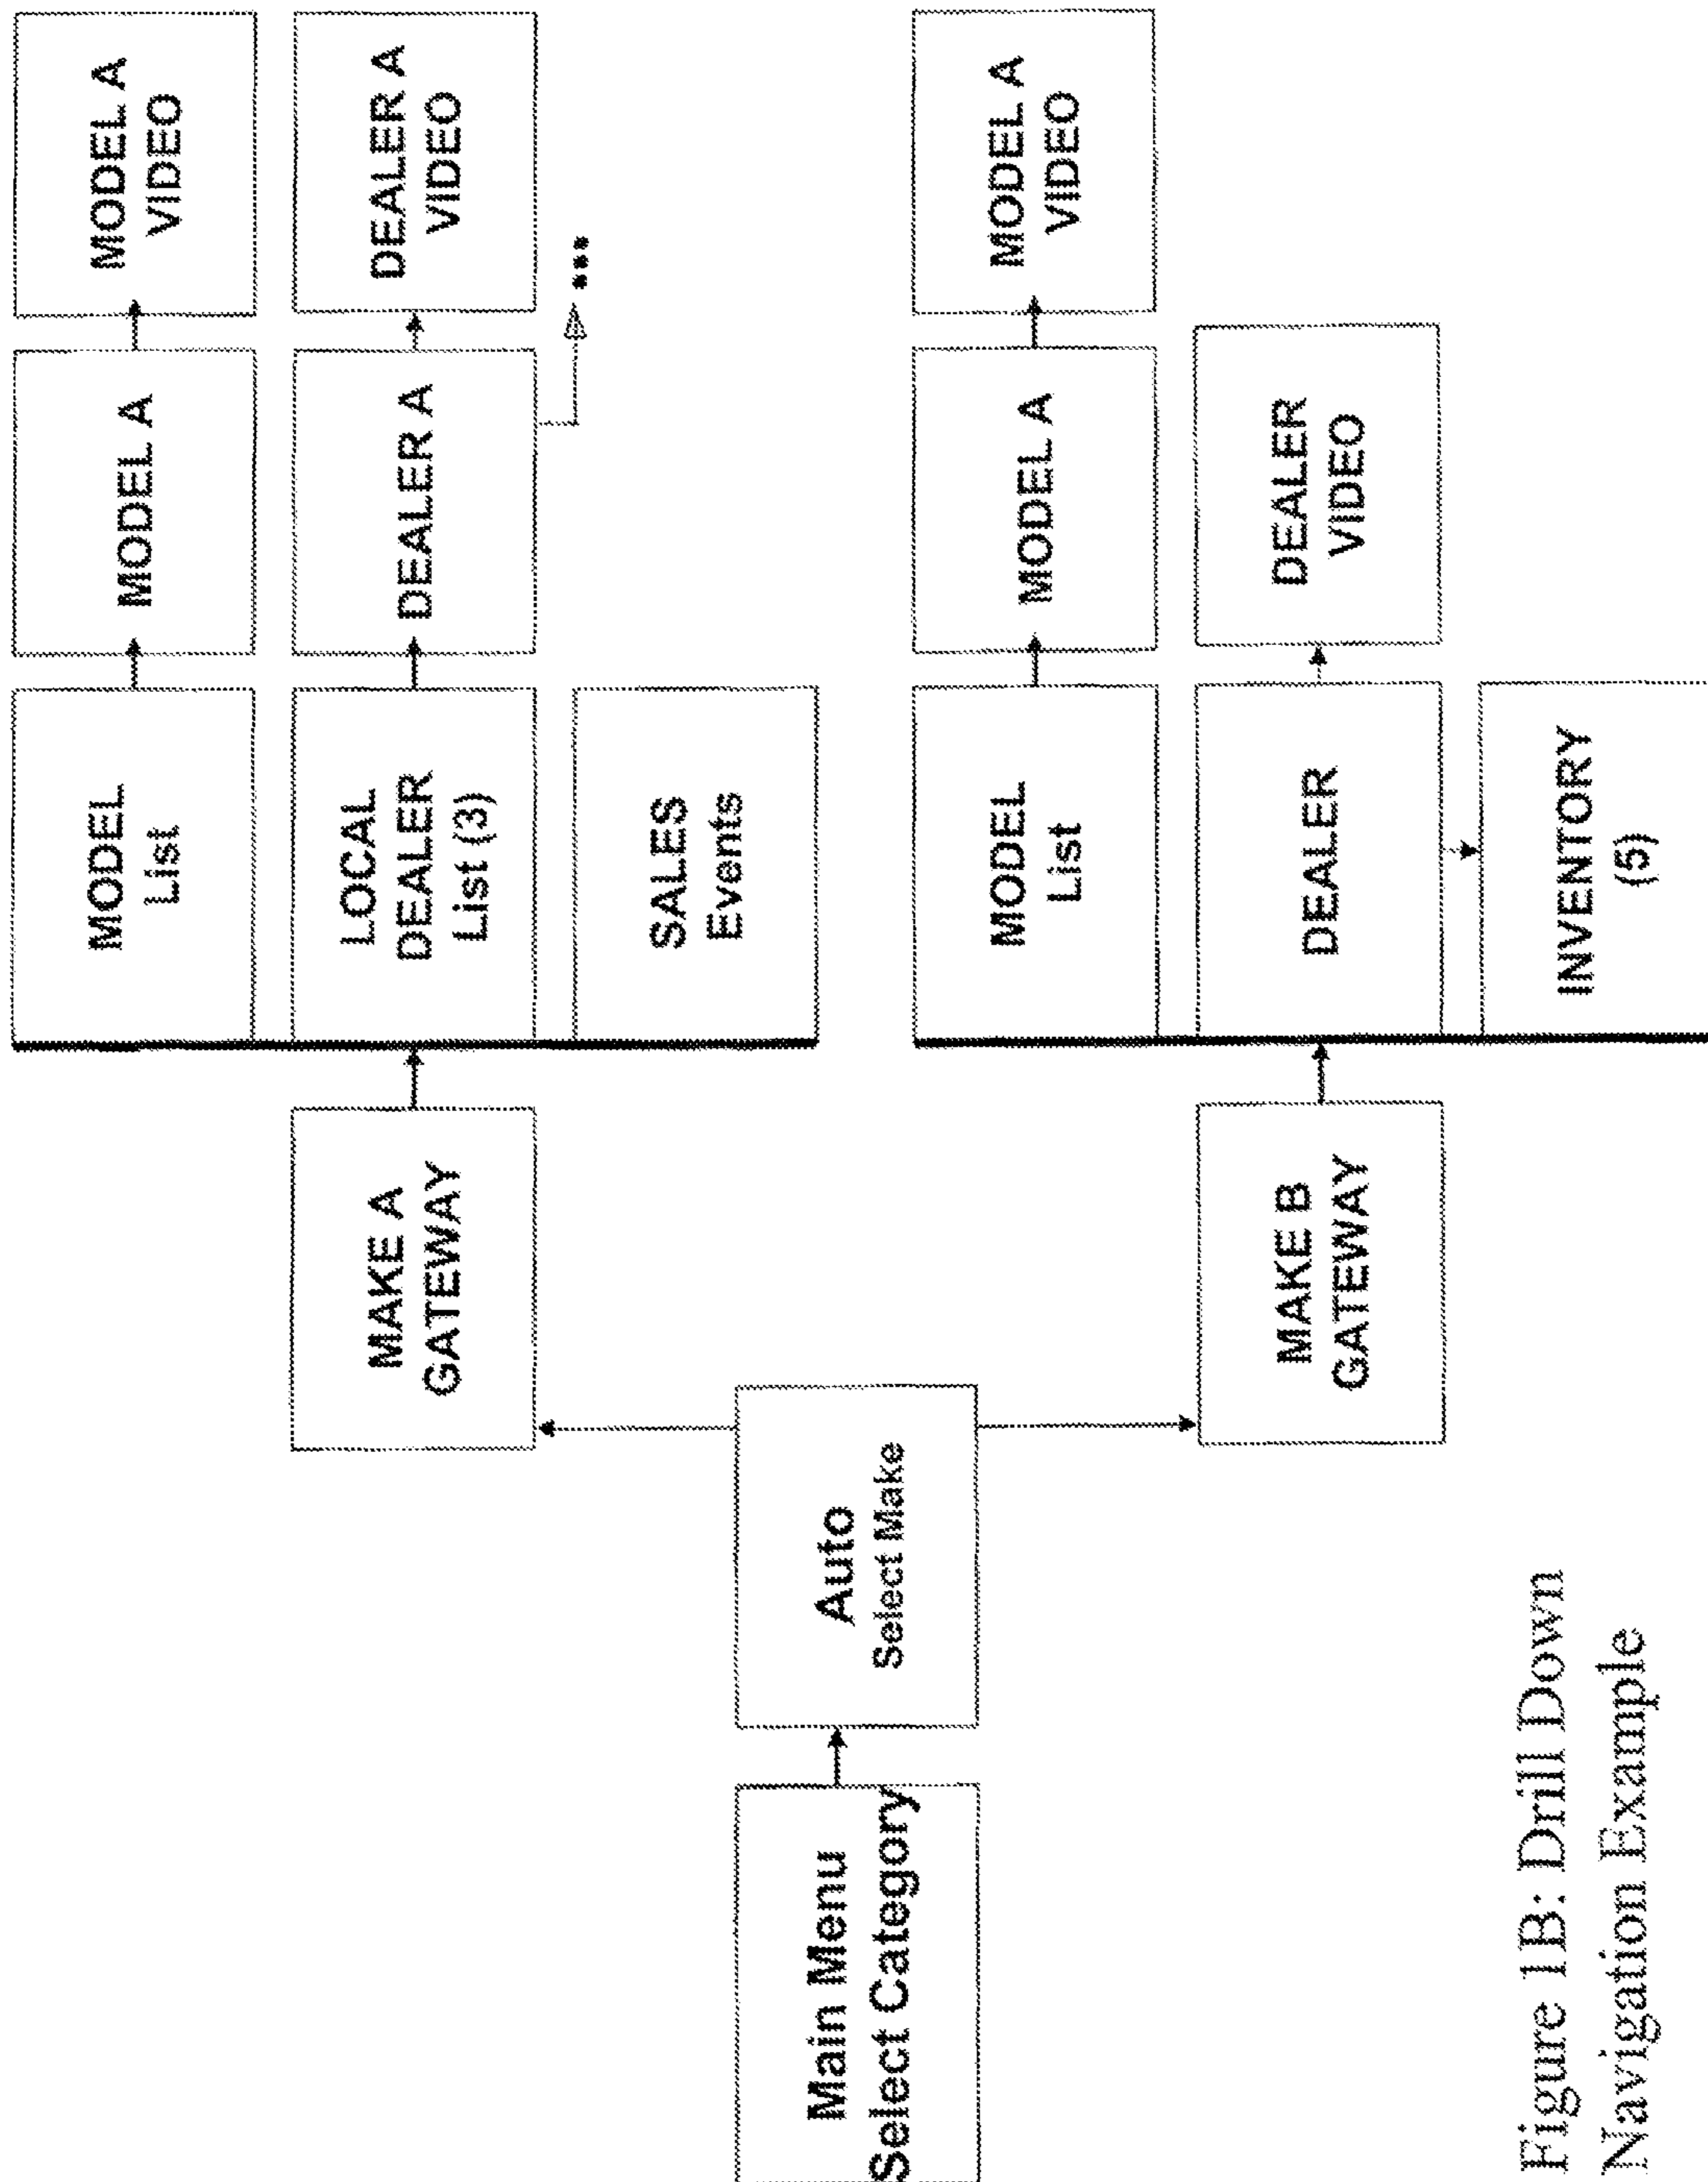 Main Menu
Select Category
Auto
Select Make
MAKE A
GATEWAY
MODEL
List
MODEL A
MODEL A
VIDEO
LOCAL
DEALER
List (3)
DEALER A
DEALER A
VIDEO
SALES
Events
MAKE B
GATEWAY
MODEL
List
MODEL A
MODEL A
VIDEO
DEALER
DEALER
VIDEO
INVENTORY
(5)
Figure 1B: Drill Down
Navigation Example